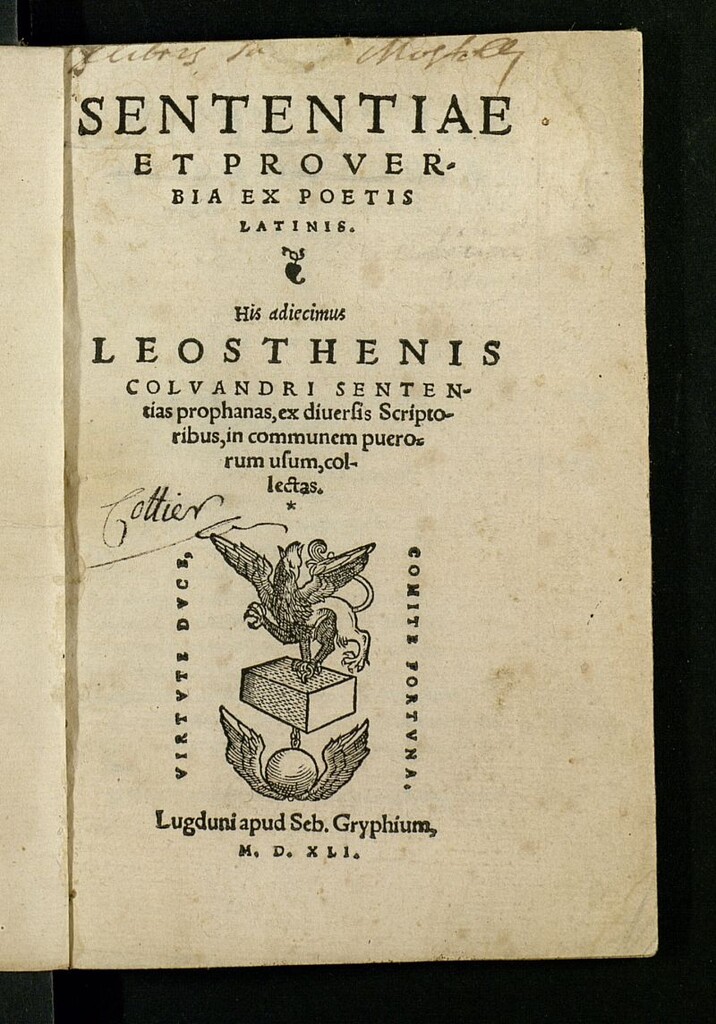 SENTENTIAE
ET PROVER-
BIA EX POETIS
LATINIS.
His adiecimus
LEOSTHENIS
COLVANDRI SENTEN-
tias prophanas, ex diuersis Scripto-
ribus, in communem puero-
rum usum, col-
lectas.
*
Cottier
VIRTVTE DVCE,
COMITE FORTVNA.
Lugduni apud Seb. Gryphium,
M. D. XLI.